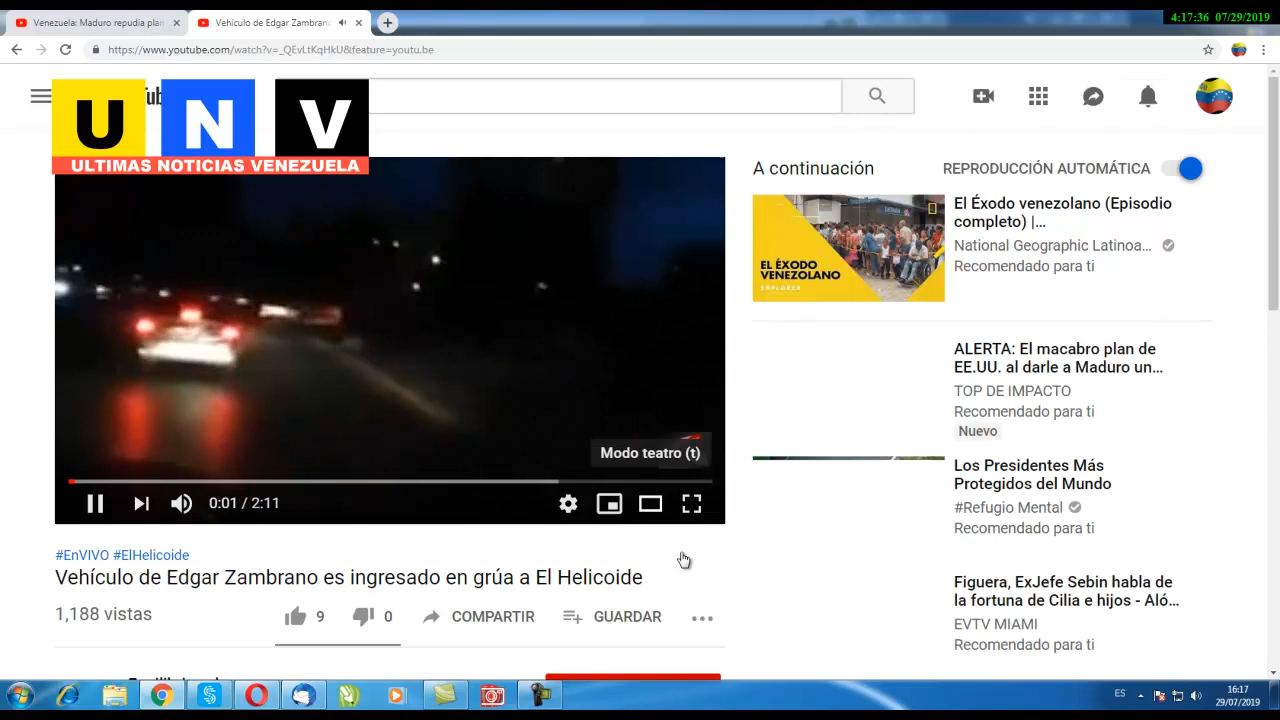 4:17:36 07/29/2019
Venezuela: Maduro repudia plan
Vehículo de Edgar Zambrano
https://www.youtube.com/watch?v=_QEvLtKqHkU&feature=youtu.be
U N V
ULTIMAS NOTICIAS VENEZUELA
A continuación
REPRODUCCIÓN AUTOMÁTICA
EL ÉXODO
VENEZOLANO
EXPLORER
El Éxodo venezolano (Episodio
completo) |...
National Geographic Latinoa...
Recomendado para ti
ALERTA: El macabro plan de
EE.UU. al darle a Maduro un...
TOP DE IMPACTO
Recomendado para ti
Nuevo
Los Presidentes Más
Protegidos del Mundo
#Refugio Mental
Recomendado para ti
Figuera, ExJefe Sebin habla de
la fortuna de Cilia e hijos - Aló...
EVTV MIAMI
Recomendado para ti
Modo teatro (t)
0:01 / 2:11
#EnVIVO #ElHelicoide
Vehículo de Edgar Zambrano es ingresado en grúa a El Helicoide
1,188 vistas
9
0
COMPARTIR
GUARDAR
ES
16:17
29/07/2019